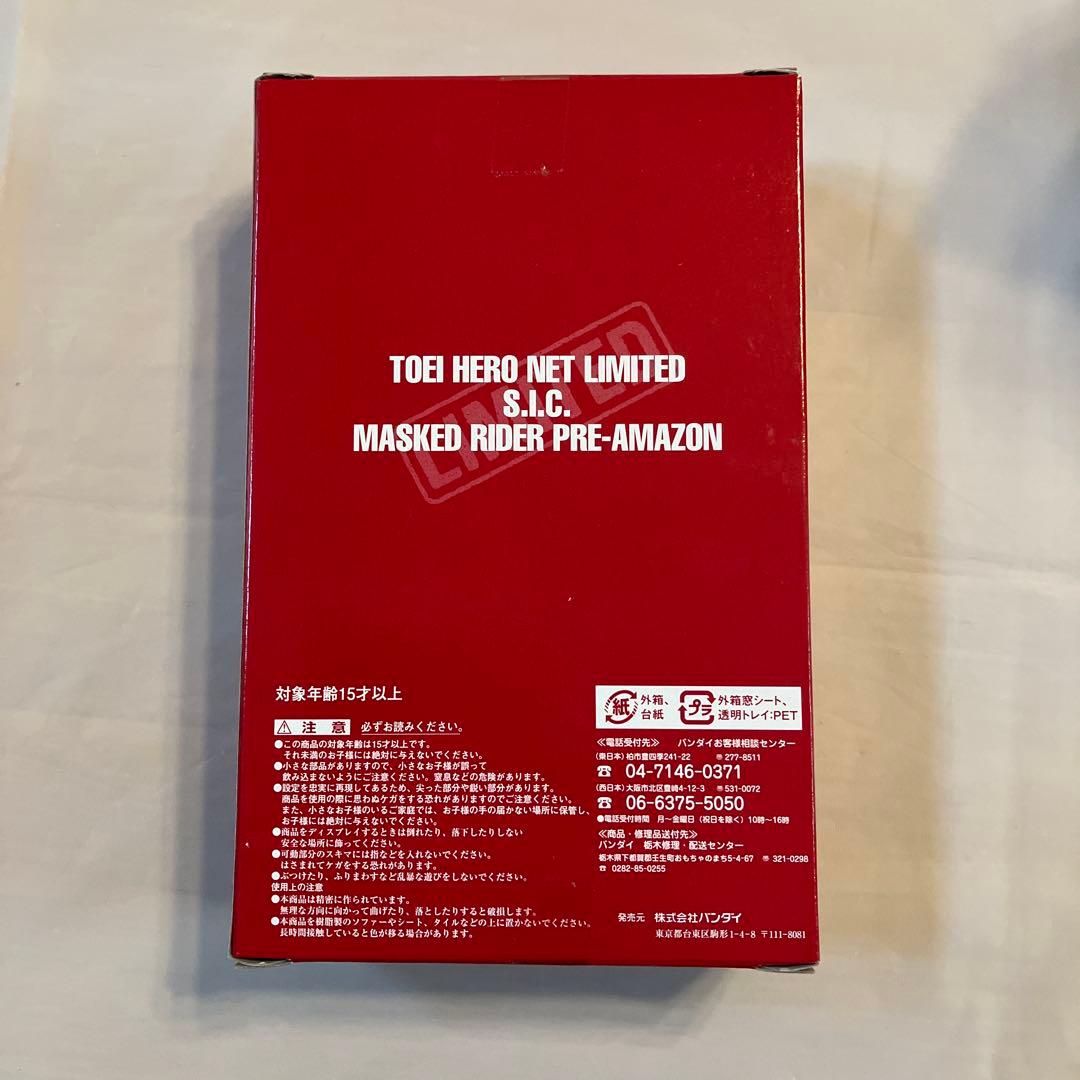 LIMITED
TOEI HERO NET LIMITED
S.I.C.
MASKED RIDER PRE-AMAZON
対象年齢15才以上
注意 必ずお読みください。
●この商品の対象年齢は15才以上です。
それ未満のお子様には絶対に与えないでください。
●小さな部品がありますので、小さなお子様が誤って
飲み込まないようにご注意ください。窒息などの危険があります。
●設定を忠実に再現してあるため、尖った部分や鋭い部分があります。
商品を使用の際に思わぬケガをする恐れがありますのでご注意ください。
また、小さなお子様のいるご家庭では、お子様の手の届かない場所に保管し、
お子様には絶対に与えないでください。
●商品をディスプレイするときは倒れたり、落下したりしない
安全な場所に飾ってください。
●可動部分のスキマには指などを入れないでください。
はさまれてケガをする恐れがあります。
●ぶつけたり、ふりまわすなど乱暴な遊びをしないでください。
使用上の注意
●本商品は精密に作られています。
無理な方向に向かって曲げたり、落としたりすると破損します。
●本商品を樹脂製のソファーやシート、タイルなどの上に置かないでください。
長時間接触していると色が移る場合があります。
紙 外箱、台紙
プラ 外箱窓シート、透明トレイ:PET
≪電話受付先≫ バンダイお客様相談センター
(東日本)柏市豊四季241-22 〠277-8511
☎ 04-7146-0371
(西日本)大阪市北区豊崎4-12-3 〠531-0072
☎ 06-6375-5050
●電話受付時間 月〜金曜日(祝日を除く)10時〜16時
≪商品・修理品送付先≫
バンダイ 栃木修理・配送センター
栃木県下都賀郡壬生町おもちゃのまち5-4-67 〠321-0298
☎ 0282-85-0255
発売元 株式会社バンダイ
東京都台東区駒形1-4-8 〒111-8081